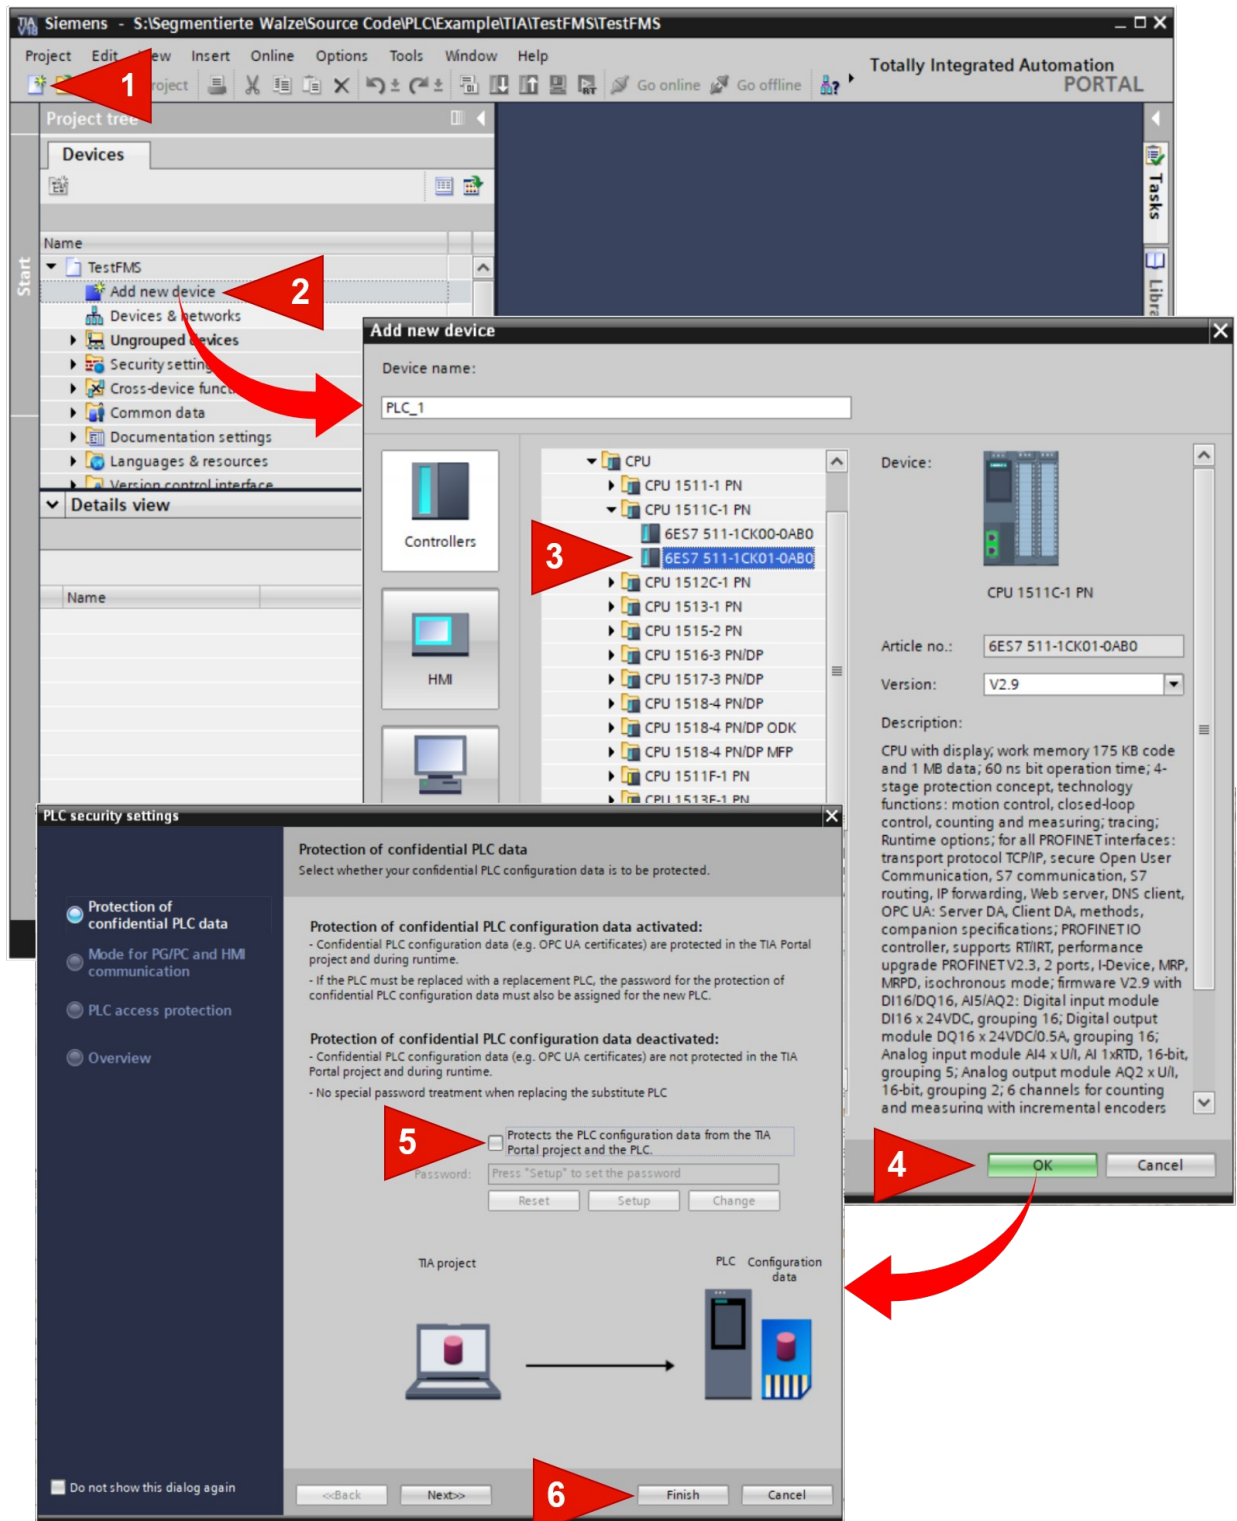 TIA V18 Siemens - S:\Segmentierte Walze\Source Code\PLC\Example\TIA\TestFMS\TestFMS
Project Edit View Insert Online Options Tools Window Help
Totally Integrated Automation
PORTAL
1
Go online Go offline
Project tree
Devices
Name
TestFMS
Add new device
2
Devices & networks
Ungrouped devices
Security settings
Cross-device
Common data
Documentation settings
Languages & resources
Version control interface
Details view
Name
Start
Tasks
Add new device
Device name:
PLC_1
Controllers
HMI
CPU
CPU 1511-1 PN
CPU 1511C-1 PN
6ES7 511-1CK00-0AB0
3
6ES7 511-1CK01-0AB0
CPU 1512C-1 PN
CPU 1513-1 PN
CPU 1515-2 PN
CPU 1516-3 PN/DP
CPU 1517-3 PN/DP
CPU 1518-4 PN/DP
CPU 1518-4 PN/DP ODK
CPU 1518-4 PN/DP MFP
CPU 1511F-1 PN
CPU 1513F-1 PN
Device:
CPU 1511C-1 PN
Article no.: 6ES7 511-1CK01-0AB0
Version: V2.9
Description:
CPU with display; work memory 175 KB code
and 1 MB data; 60 ns bit operation time; 4-
stage protection concept, technology
functions: motion control, closed-loop
control, counting and measuring; tracing;
Runtime options; for all PROFINET interfaces:
transport protocol TCP/IP, secure Open User
Communication, S7 communication, S7
routing, IP forwarding, Web server, DNS client,
OPC UA: Server DA, Client DA, methods,
companion specifications; PROFINET IO
controller, supports RT/IRT, performance
upgrade PROFINET V2.3, 2 ports, I-Device, MRP,
MRPD, isochronous mode; firmware V2.9 with
DI16/DQ16, AI5/AQ2: Digital input module
DI16 x 24VDC, grouping 16; Digital output
module DQ16 x 24VDC/0.5A, grouping 16;
Analog input module AI4 x U/I, AI 1xRTD, 16-bit,
grouping 5; Analog output module AQ2 x U/I,
16-bit, grouping 2; 6 channels for counting
and measuring with incremental encoders
4
OK Cancel
PLC security settings
Protection of
confidential PLC data
Mode for PG/PC and HMI
communication
PLC access protection
Overview
Do not show this dialog again
Protection of confidential PLC data
Select whether your confidential PLC configuration data is to be protected.
Protection of confidential PLC configuration data activated:
- Confidential PLC configuration data (e.g. OPC UA certificates) are protected in the TIA Portal
project and during runtime.
- If the PLC must be replaced with a replacement PLC, the password for the protection of
confidential PLC configuration data must also be assigned for the new PLC.
Protection of confidential PLC configuration data deactivated:
- Confidential PLC configuration data (e.g. OPC UA certificates) are not protected in the TIA
Portal project and during runtime.
- No special password treatment when replacing the substitute PLC
5
Protects the PLC configuration data from the TIA
Portal project and the PLC.
Password: Press "Setup" to set the password
Reset Setup Change
TIA project
PLC Configuration
data
<<Back Next>>
6
Finish Cancel